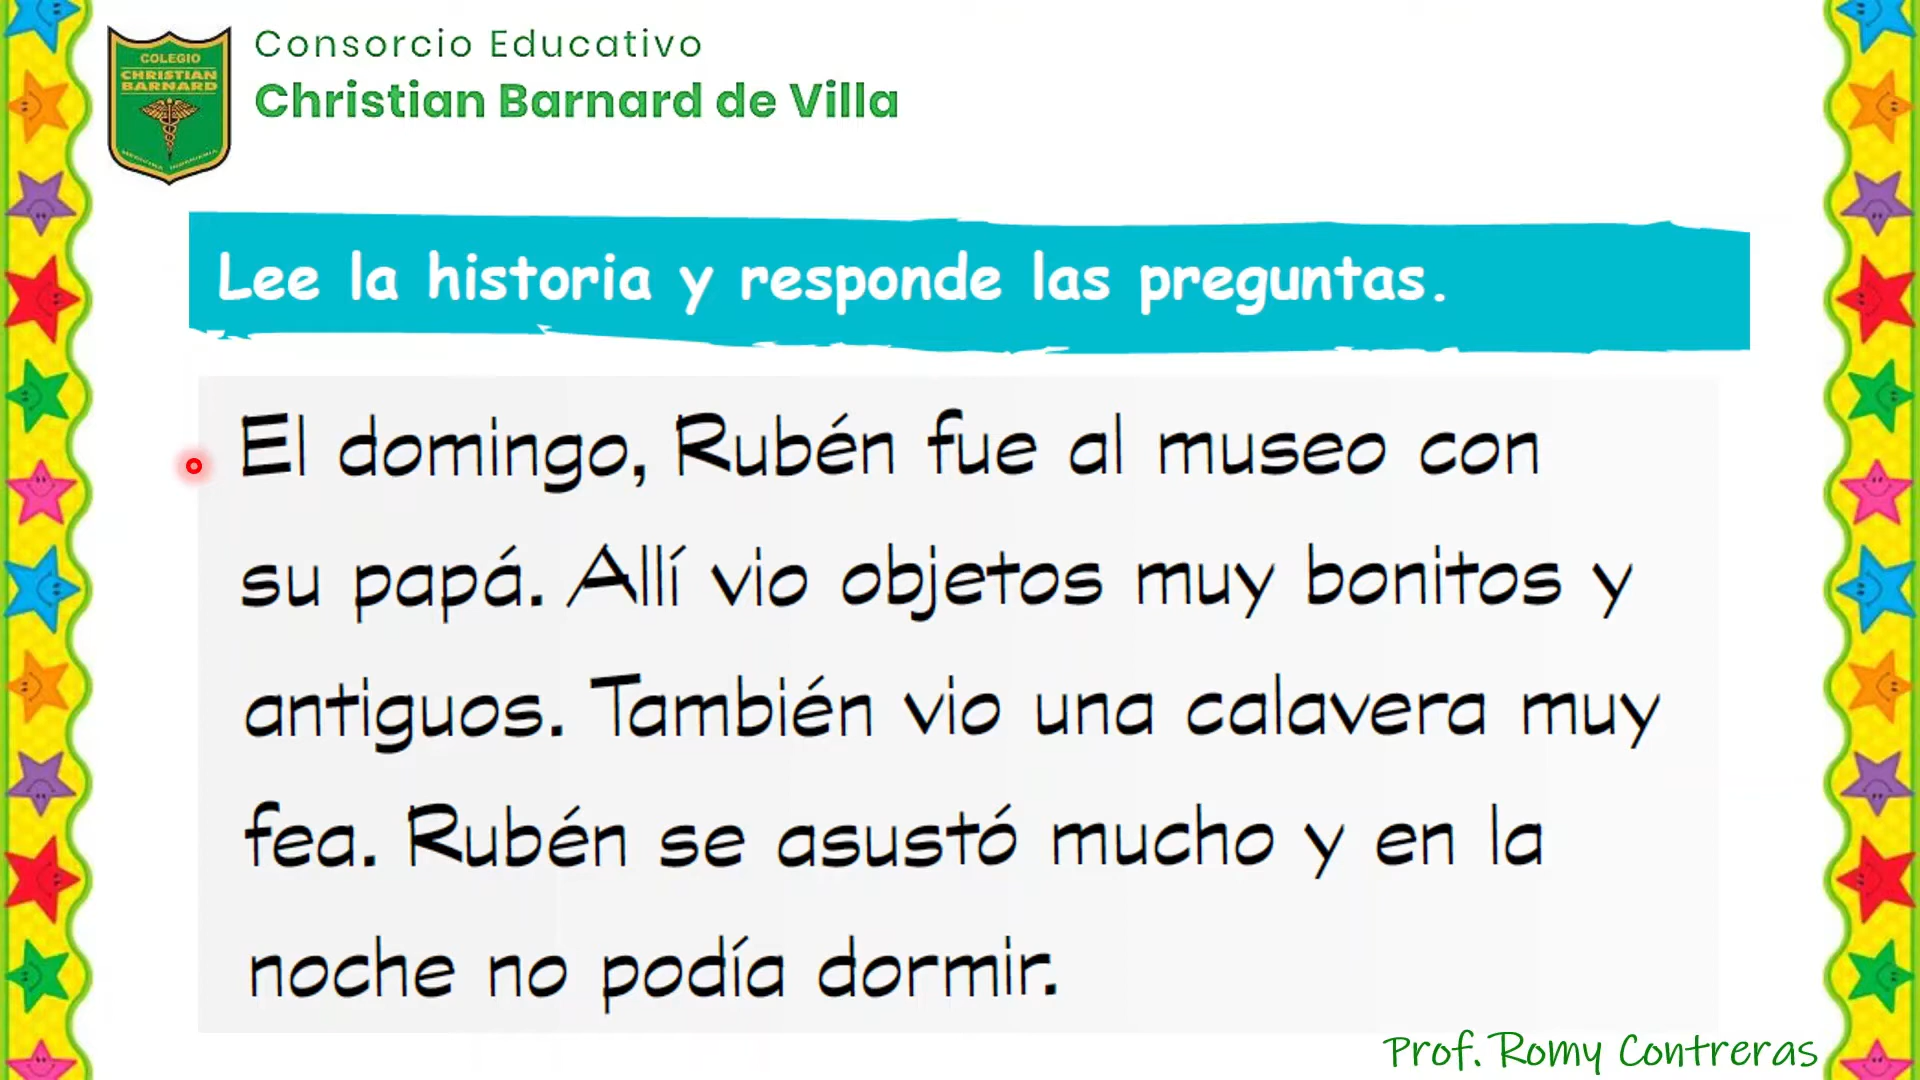 COLEGIO
CHRISTIAN
BARNARD
Consorcio Educativo
Christian Barnard de Villa
Lee la historia y responde las preguntas.
El domingo, Rubén fue al museo con
su papá. Allí vio objetos muy bonitos y
antiguos. También vio una calavera muy
fea. Rubén se asustó mucho y en la
noche no podía dormir.
Prof. Romy Contreras